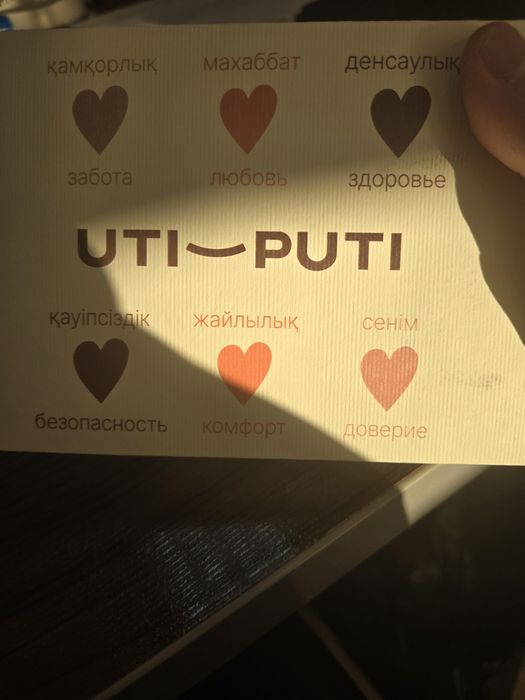 қамқорлық махаббат денсаулық
забота любовь здоровье
UTI‿PUTI
қауіпсіздік жайлылық сенім
безопасность комфорт доверие